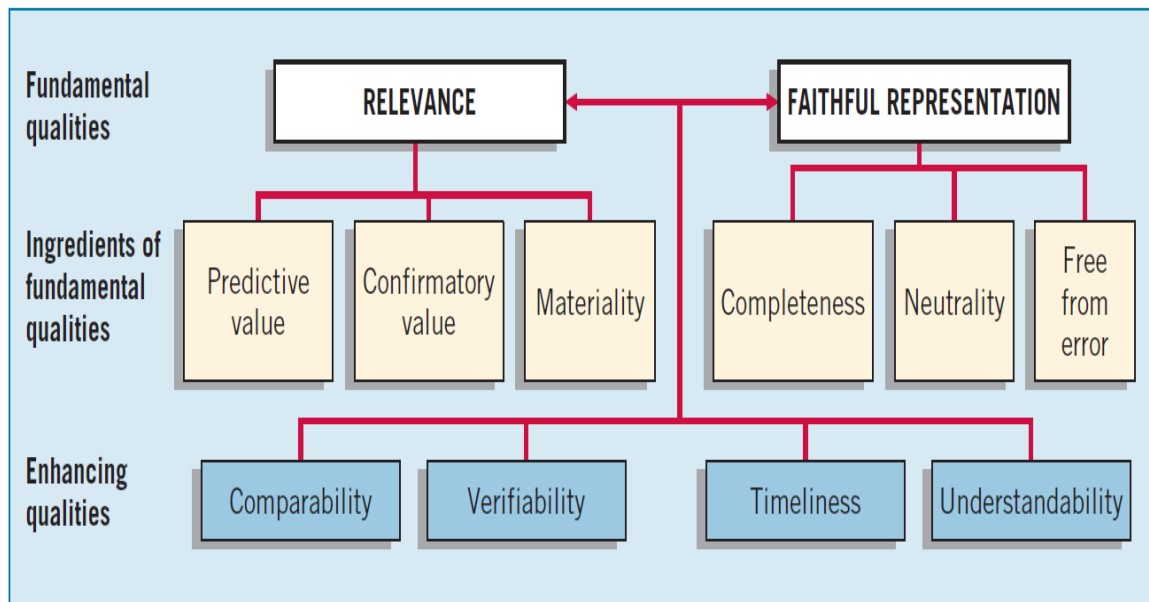 Fundamental
qualities
RELEVANCE
FAITHFUL REPRESENTATION
Ingredients of
fundamental
qualities
Predictive
value
Confirmatory
value
Materiality
Completeness
Neutrality
Free
from
error
Enhancing
qualities
Comparability
Verifiability
Timeliness
Understandability